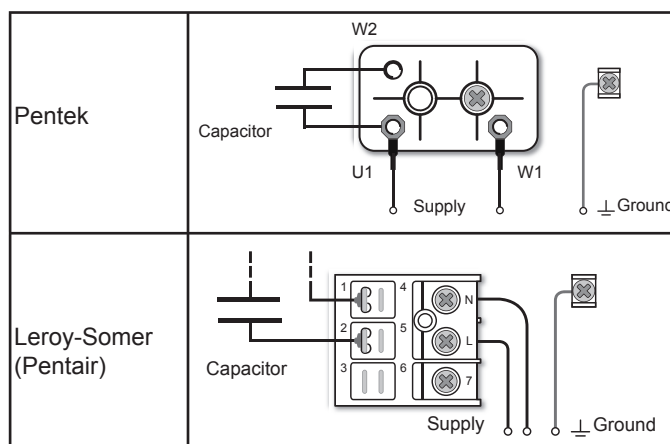 Pentek
W2
Capacitor
U1
W1
Supply
Ground
Leroy-Somer
(Pentair)
1
4
N
2
5
L
3
6
7
Capacitor
Supply
Ground